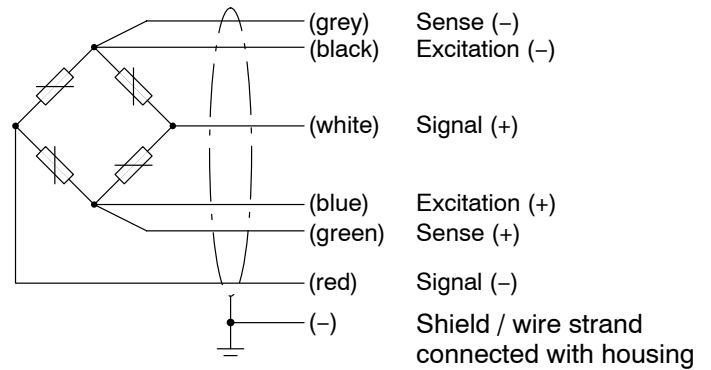 (grey) Sense (−)
(black) Excitation (−)
(white) Signal (+)
(blue) Excitation (+)
(green) Sense (+)
(red) Signal (−)
(−) Shield / wire strand
connected with housing